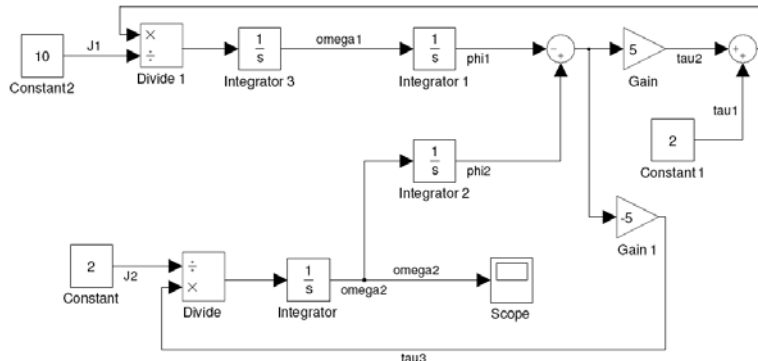 10
J1
Constant2
×
÷
Divide 1
1
s
Integrator 3
omega1
1
s
Integrator 1
phi1
5
Gain
tau2
tau1
2
Constant 1
1
s
Integrator 2
phi2
-5
Gain 1
2
J2
Constant
÷
×
Divide
1
s
Integrator
omega2
omega2
Scope
tau3